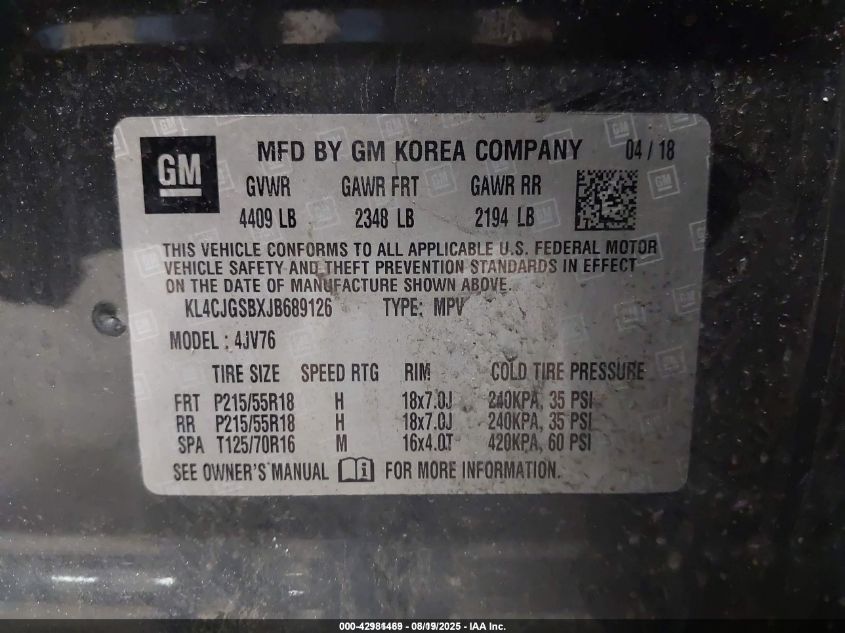 GM MFD BY GM KOREA COMPANY 04 / 18
GVWR GAWR FRT GAWR RR
4409 LB 2348 LB 2194 LB
THIS VEHICLE CONFORMS TO ALL APPLICABLE U.S. FEDERAL MOTOR
VEHICLE SAFETY AND THEFT PREVENTION STANDARDS IN EFFECT
ON THE DATE OF MANUFACTURE SHOWN ABOVE.
KL4CJGSBXJB689126 TYPE: MPV
MODEL : 4JV76
TIRE SIZE SPEED RTG RIM COLD TIRE PRESSURE
FRT P215/55R18 H 18x7.0J 240KPA, 35 PSI
RR P215/55R18 H 18x7.0J 240KPA, 35 PSI
SPA T125/70R16 M 16x4.0T 420KPA, 60 PSI
SEE OWNER'S MANUAL FOR MORE INFORMATION.
000-42981469 - 08/19/2025 - IAA Inc.